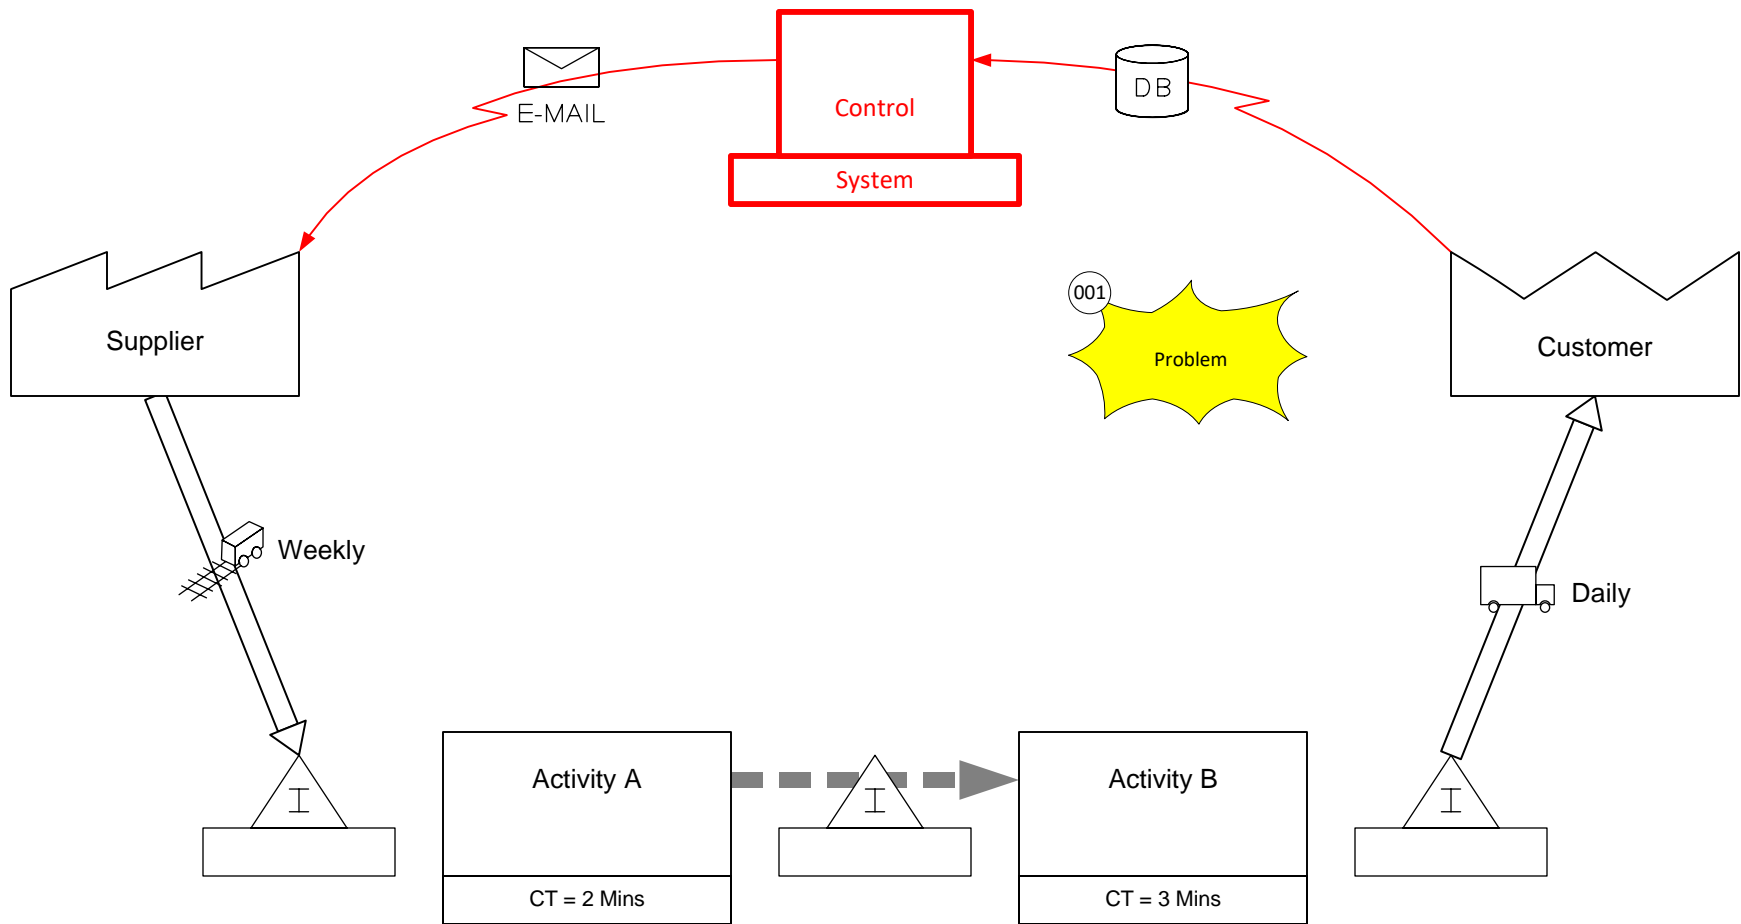 E-MAIL
Control
System
DB
Supplier
001
Problem
Customer
Weekly
Daily
I
Activity A
CT = 2 Mins
I
Activity B
CT = 3 Mins
I